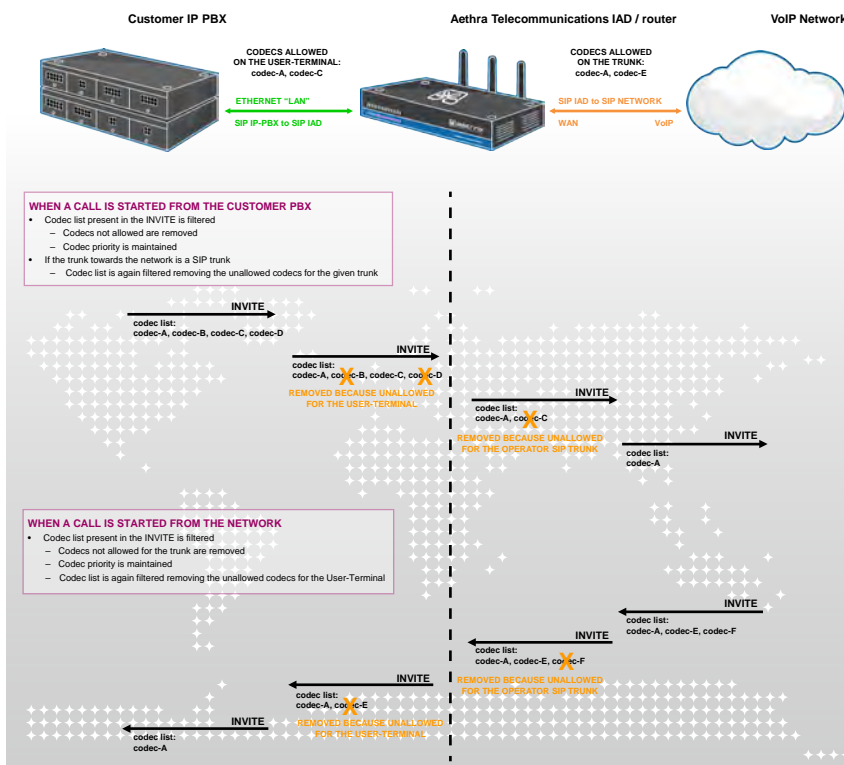 Customer IP PBX
Aethra Telecommunications IAD / router
VoIP Network
CODECS ALLOWED
ON THE USER-TERMINAL:
codec-A, codec-C
CODECS ALLOWED
ON THE TRUNK:
codec-A, codec-E
ETHERNET “LAN”
SIP IP-PBX to SIP IAD
SIP IAD to SIP NETWORK
WAN
VoIP
WHEN A CALL IS STARTED FROM THE CUSTOMER PBX
• Codec list present in the INVITE is filtered
– Codecs not allowed are removed
– Codec priority is maintained
• If the trunk towards the network is a SIP trunk
– Codec list is again filtered removing the unallowed codecs for the given trunk
INVITE
codec list:
codec-A, codec-B, codec-C, codec-D
INVITE
codec list:
codec-A, codec-B, codec-C, codec-D
X
X
REMOVED BECAUSE UNALLOWED
FOR THE USER-TERMINAL
INVITE
codec list:
codec-A, codec-C
X
REMOVED BECAUSE UNALLOWED
FOR THE OPERATOR SIP TRUNK
INVITE
codec list:
codec-A
WHEN A CALL IS STARTED FROM THE NETWORK
• Codec list present in the INVITE is filtered
– Codecs not allowed for the trunk are removed
– Codec priority is maintained
– Codec list is again filtered removing the unallowed codecs for the User-Terminal
INVITE
codec list:
codec-A, codec-E, codec-F
INVITE
codec list:
codec-A, codec-E, codec-F
X
REMOVED BECAUSE UNALLOWED
FOR THE OPERATOR SIP TRUNK
INVITE
codec list:
codec-A, codec-E
X
REMOVED BECAUSE UNALLOWED
FOR THE USER-TERMINAL
INVITE
codec list:
codec-A